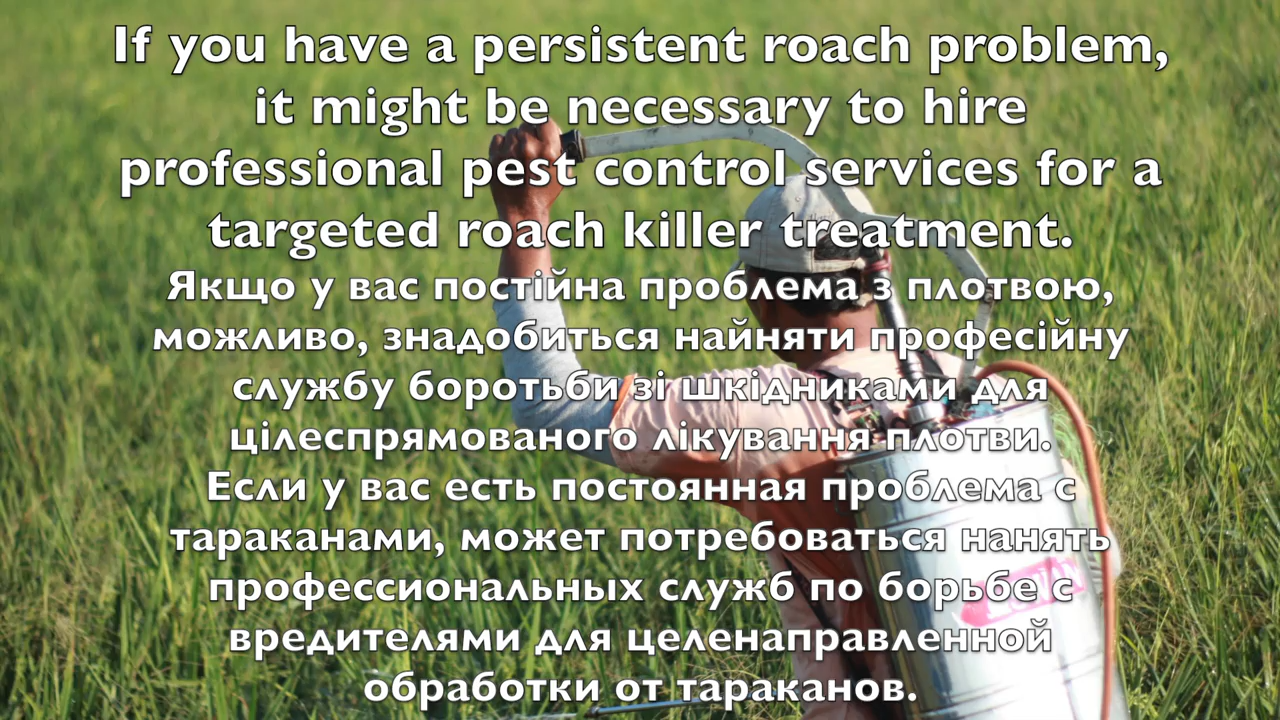 If you have a persistent roach problem,
it might be necessary to hire
professional pest control services for a
targeted roach killer treatment.
Якщо у вас постійна проблема з плотвою,
можливо, знадобиться найняти професійну
службу боротьби зі шкідниками для
цілеспрямованого лікування плотви.
Если у вас есть постоянная проблема с
тараканами, может потребоваться нанять
профессиональных служб по борьбе с
вредителями для целенаправленной
обработки от тараканов.